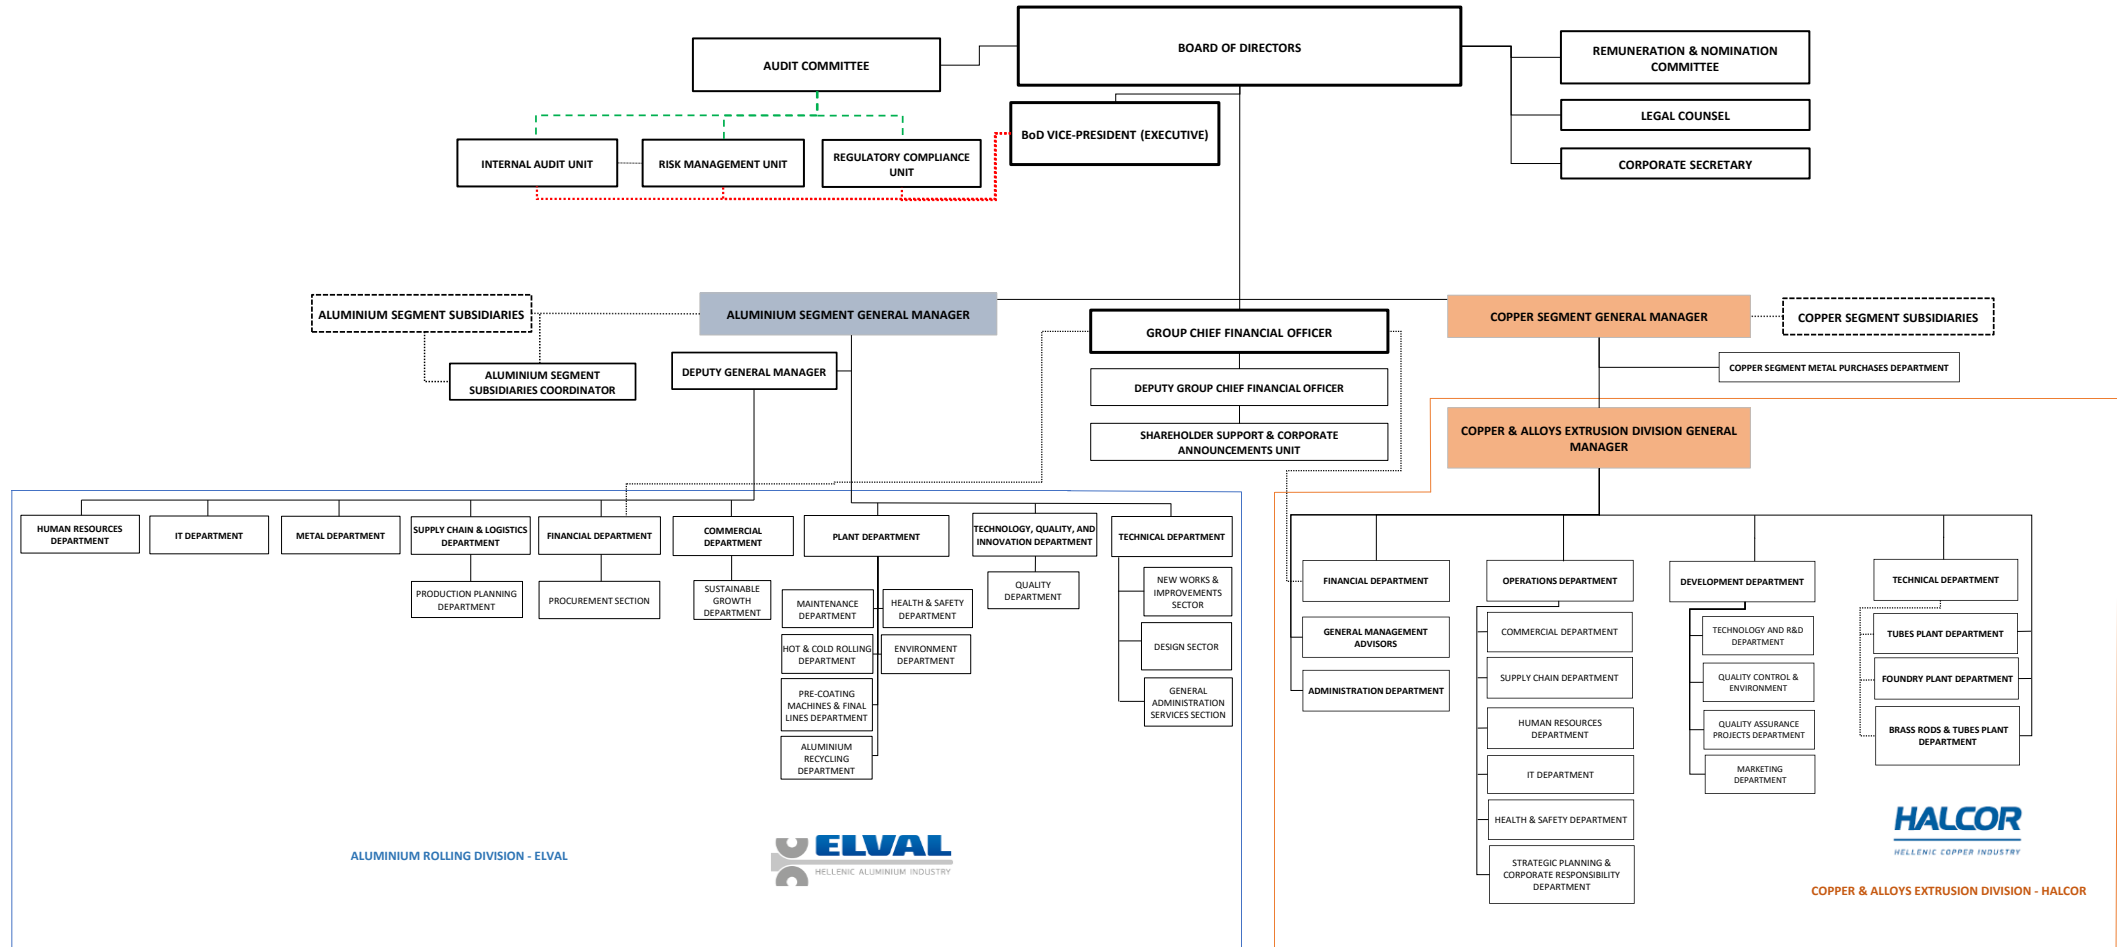 BOARD OF DIRECTORS
AUDIT COMMITTEE
REMUNERATION & NOMINATION
COMMITTEE
LEGAL COUNSEL
CORPORATE SECRETARY
BoD VICE-PRESIDENT (EXECUTIVE)
INTERNAL AUDIT UNIT
RISK MANAGEMENT UNIT
REGULATORY COMPLIANCE
UNIT
ALUMINIUM SEGMENT SUBSIDIARIES
ALUMINIUM SEGMENT GENERAL MANAGER
GROUP CHIEF FINANCIAL OFFICER
COPPER SEGMENT GENERAL MANAGER
COPPER SEGMENT SUBSIDIARIES
ALUMINIUM SEGMENT
SUBSIDIARIES COORDINATOR
DEPUTY GENERAL MANAGER
DEPUTY GROUP CHIEF FINANCIAL OFFICER
COPPER SEGMENT METAL PURCHASES DEPARTMENT
SHAREHOLDER SUPPORT & CORPORATE
ANNOUNCEMENTS UNIT
COPPER & ALLOYS EXTRUSION DIVISION GENERAL
MANAGER
HUMAN RESOURCES
DEPARTMENT
IT DEPARTMENT
METAL DEPARTMENT
SUPPLY CHAIN & LOGISTICS
DEPARTMENT
FINANCIAL DEPARTMENT
COMMERCIAL
DEPARTMENT
PLANT DEPARTMENT
TECHNOLOGY, QUALITY, AND
INNOVATION DEPARTMENT
TECHNICAL DEPARTMENT
PRODUCTION PLANNING
DEPARTMENT
PROCUREMENT SECTION
SUSTAINABLE
GROWTH
DEPARTMENT
MAINTENANCE
DEPARTMENT
HEALTH & SAFETY
DEPARTMENT
HOT & COLD ROLLING
DEPARTMENT
ENVIRONMENT
DEPARTMENT
PRE-COATING
MACHINES & FINAL
LINES DEPARTMENT
ALUMINIUM
RECYCLING
DEPARTMENT
QUALITY
DEPARTMENT
NEW WORKS &
IMPROVEMENTS
SECTOR
DESIGN SECTOR
GENERAL
ADMINISTRATION
SERVICES SECTION
FINANCIAL DEPARTMENT
GENERAL MANAGEMENT
ADVISORS
ADMINISTRATION DEPARTMENT
OPERATIONS DEPARTMENT
COMMERCIAL DEPARTMENT
SUPPLY CHAIN DEPARTMENT
HUMAN RESOURCES
DEPARTMENT
IT DEPARTMENT
HEALTH & SAFETY DEPARTMENT
STRATEGIC PLANNING &
CORPORATE RESPONSIBILITY
DEPARTMENT
DEVELOPMENT DEPARTMENT
TECHNOLOGY AND R&D
DEPARTMENT
QUALITY CONTROL &
ENVIRONMENT
QUALITY ASSURANCE
PROJECTS DEPARTMENT
MARKETING
DEPARTMENT
TECHNICAL DEPARTMENT
TUBES PLANT DEPARTMENT
FOUNDRY PLANT DEPARTMENT
BRASS RODS & TUBES PLANT
DEPARTMENT
ALUMINIUM ROLLING DIVISION - ELVAL
ELVAL
HELLENIC ALUMINIUM INDUSTRY
HALCOR
HELLENIC COPPER INDUSTRY
COPPER & ALLOYS EXTRUSION DIVISION - HALCOR